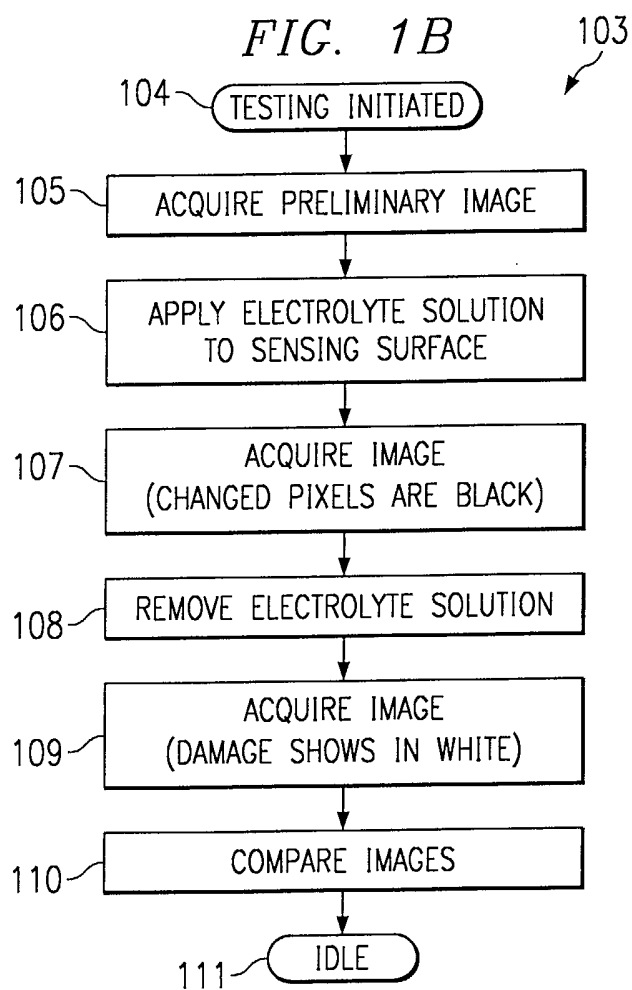 FIG. 1B
103
104
TESTING INITIATED
105
ACQUIRE PRELIMINARY IMAGE
106
APPLY ELECTROLYTE SOLUTION
TO SENSING SURFACE
107
ACQUIRE IMAGE
(CHANGED PIXELS ARE BLACK)
108
REMOVE ELECTROLYTE SOLUTION
109
ACQUIRE IMAGE
(DAMAGE SHOWS IN WHITE)
110
COMPARE IMAGES
111
IDLE